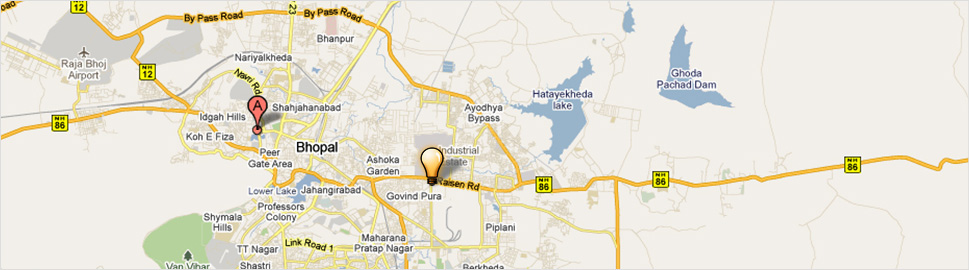 Road
NH
12
By Pass Road
By Pass Road
23
Bhanpur
Nariyalkheda
Raja Bhoj
Airport
NH
12
Navri Rd
Ghoda
Pachad Dam
Hatayekheda
lake
A
Shahjahanabad
Ayodhya
Bypass
Idgah Hills
NH
86
Koh E Fiza
Bhopal
Industrial
Estate
Peer
Gate Area
Ashoka
Garden
NH
86
NH
86
NH
86
Raisen Rd
Lower Lake
Jahangirabad
Govind Pura
Professors
Colony
Shymala
Hills
Piplani
Link Road 1
Maharana
Pratap Nagar
TT Nagar
Van Vihar
Shastri
Berkheda